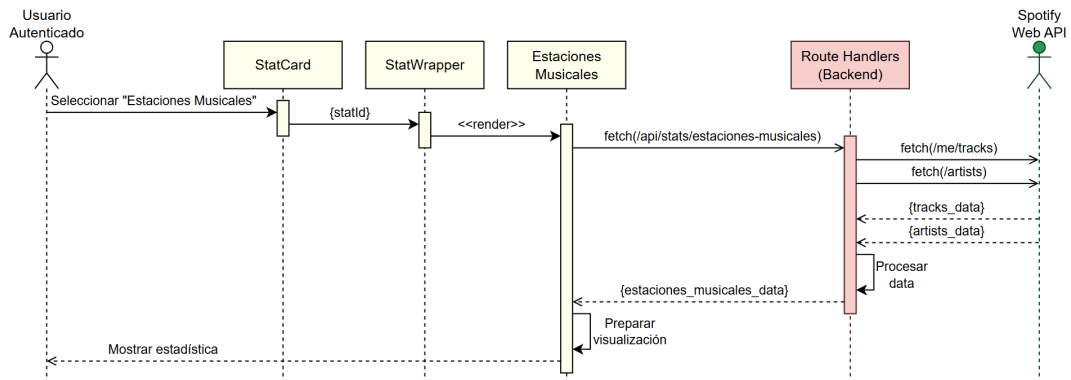 Usuario
Autenticado
Spotify
Web API
StatCard
StatWrapper
Estaciones
Musicales
Route Handlers
(Backend)
Seleccionar "Estaciones Musicales"
{statId}
<<render>>
fetch(/api/stats/estaciones-musicales)
fetch(/me/tracks)
fetch(/artists)
{tracks_data}
{artists_data}
Procesar
data
{estaciones_musicales_data}
Preparar
visualización
Mostrar estadística